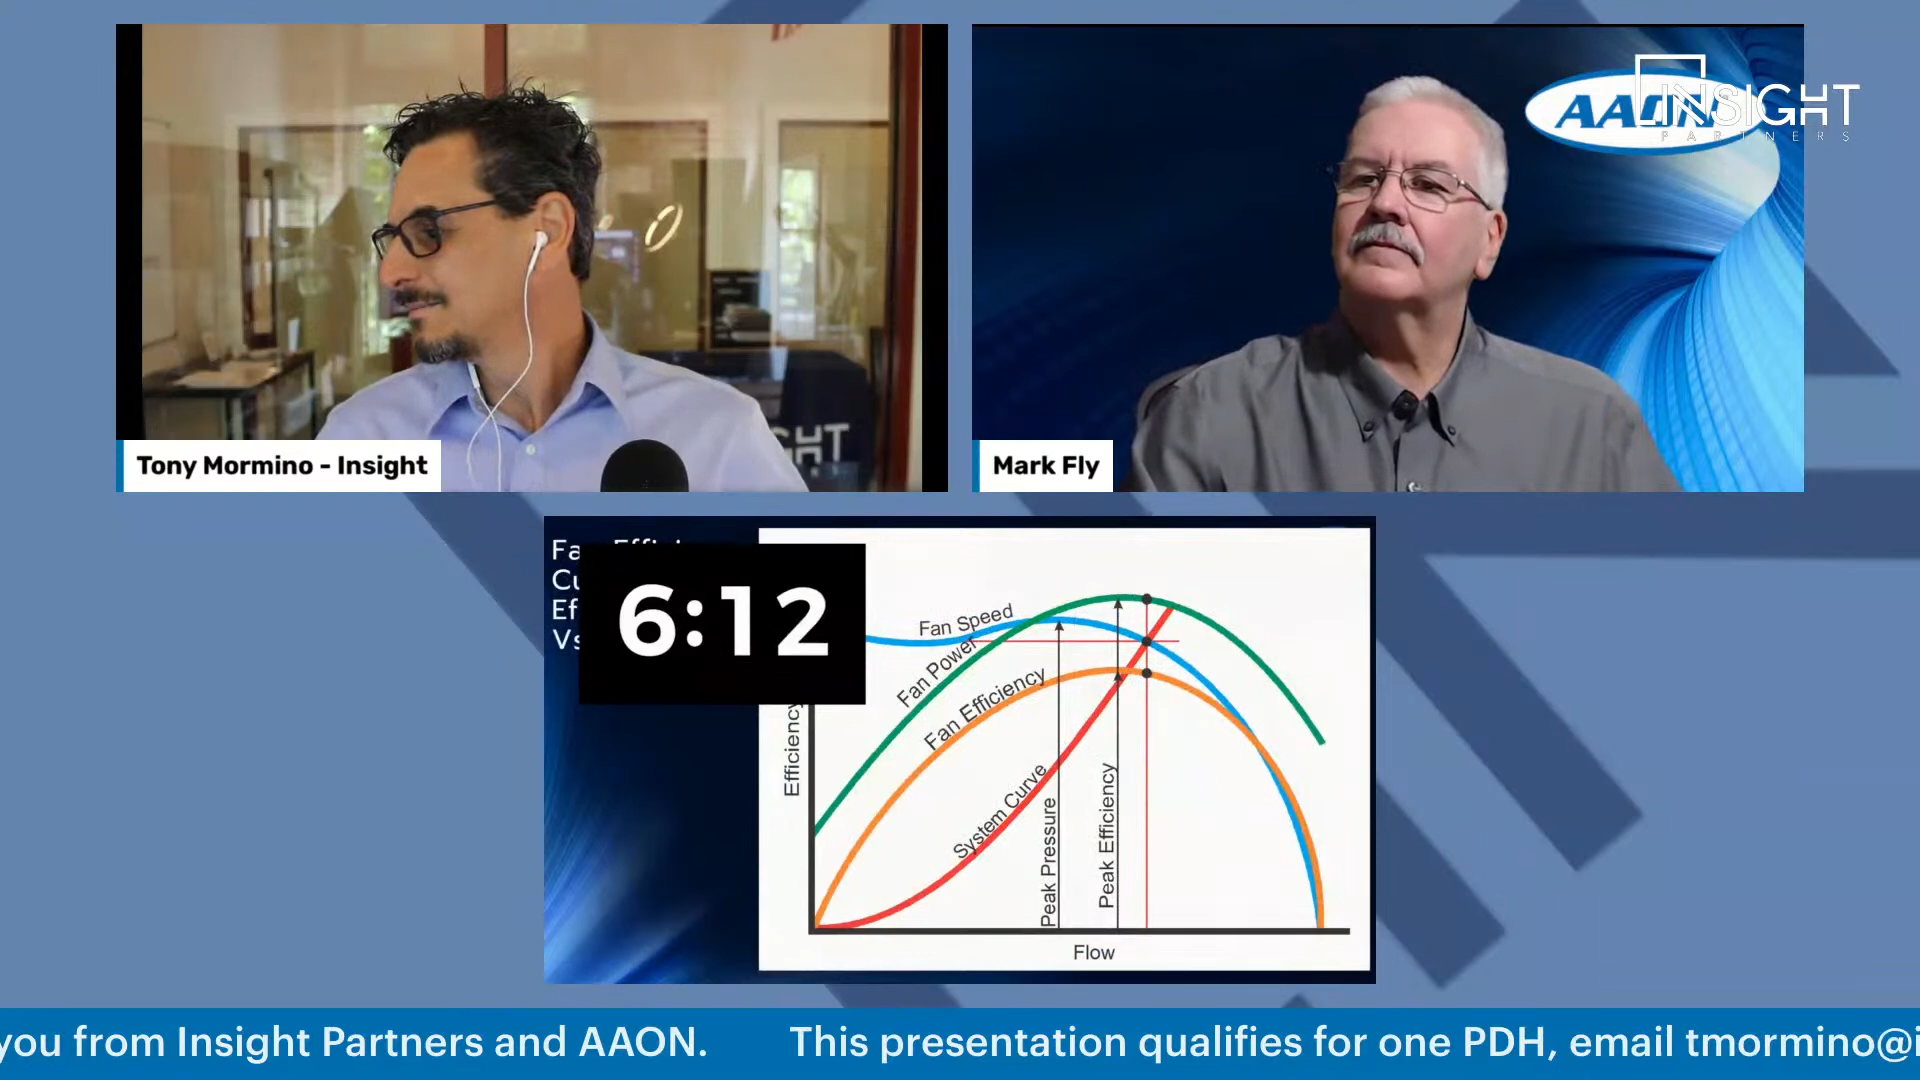 AAON
INSIGHT
PARTNERS
Tony Mormino - Insight
Mark Fly
6:12
Fan Speed
Fan Power
Fan Efficiency
System Curve
Peak Pressure
Peak Efficiency
Efficiency
Flow
you from Insight Partners and AAON. This presentation qualifies for one PDH, email tmormino@i